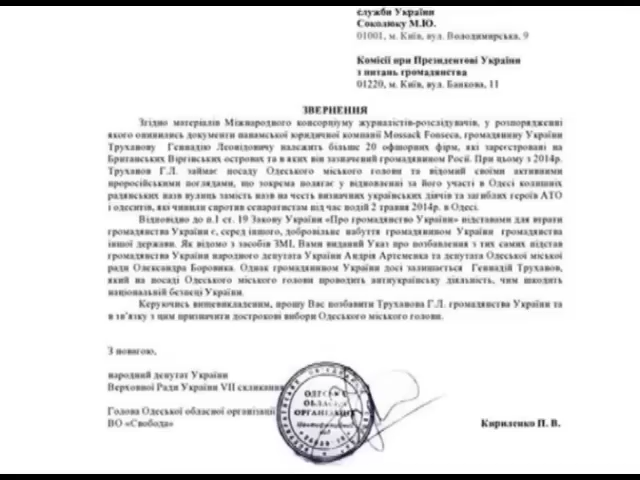 служби України
Соколюку М.Ю.
01001, м. Київ, вул. Володимирська, 9
Комісії при Президентові України
з питань громадянства
01220, м. Київ, вул. Банкова, 11
ЗВЕРНЕННЯ
Згідно матеріалів Міжнародного консорціуму журналістів-розслідувачів, у розпорядженні
якого опинились документи панамської юридичної компанії Mossack Fonseca, громадянину України
Труханову Геннадію Леонідовичу належить більше 20 офшорних фірм, які зареєстровані на
Британських Віргінських островах та в яких він зазначений громадянином Росії. При цьому з 2014р.
Труханов Г.Л. займає посаду Одеського міського голови та відомий своїми активними
проросійськими поглядами, що зокрема полягає у відновленні за його участі в Одесі колишніх
радянських назв вулиць замість назв на честь визначних українських діячів та загиблих героїв АТО
і одеситів, які чинили спротив сепаратистам під час подій 2 травня 2014р. в Одесі.
Відповідно до п.1 ст. 19 Закону України «Про громадянство України» підставами для втрати
громадянства України є, серед іншого, добровільне набуття громадянином України громадянства
іншої держави. Як відомо з засобів ЗМІ, Вами виданий Указ про позбавлення з тих самих підстав
громадянства України народного депутата України Андрія Артеменка та депутата Одеської міської
ради Олександра Боровика. Однак громадянином України досі залишається Геннадій Труханов,
який на посаді Одеського міського голови проводить антиукраїнську діяльність, чим шкодить
національній безпеці України.
Керуючись вищевикладеним, прошу Вас позбавити Труханова Г.Л. громадянства України та
в зв'язку з цим призначити дострокові вибори Одеського міського голови.
З повагою,
народний депутат України
Верховної Ради України VII скликання
Голова Одеської обласної організації
ВО «Свобода»
Кириленко П. В.
ОДЕСЬКА
ОБЛАСНА
ОРГАНІЗАЦІЯ